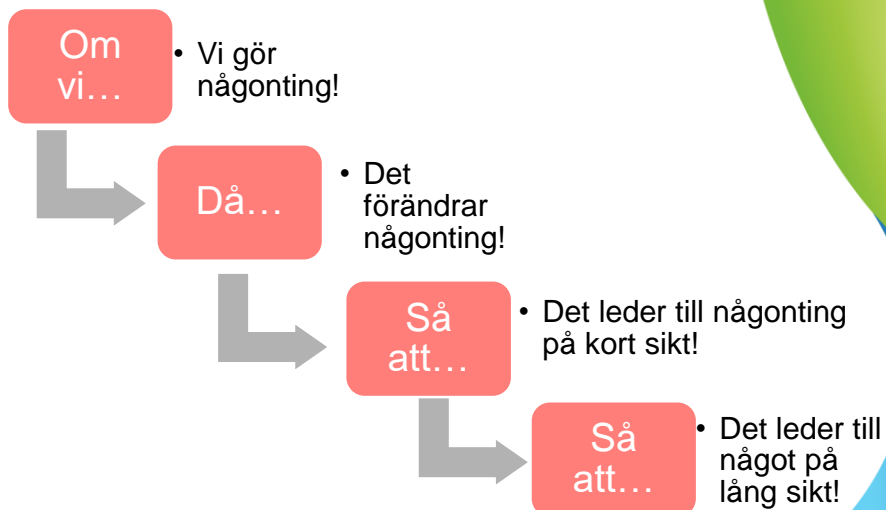 Om
vi…
• Vi gör
någonting!
Då…
• Det
förändrar
någonting!
Så
att…
• Det leder till någonting
på kort sikt!
Så
att…
• Det leder till
något på
lång sikt!